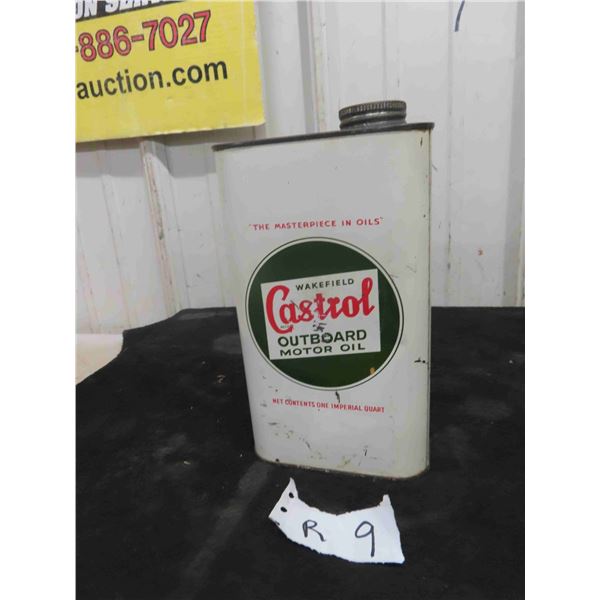 -886-7027
auction.com
"THE MASTERPIECE IN OILS"
WAKEFIELD
Castrol
OUTBOARD
MOTOR OIL
NET CONTENTS ONE IMPERIAL QUART
R 9